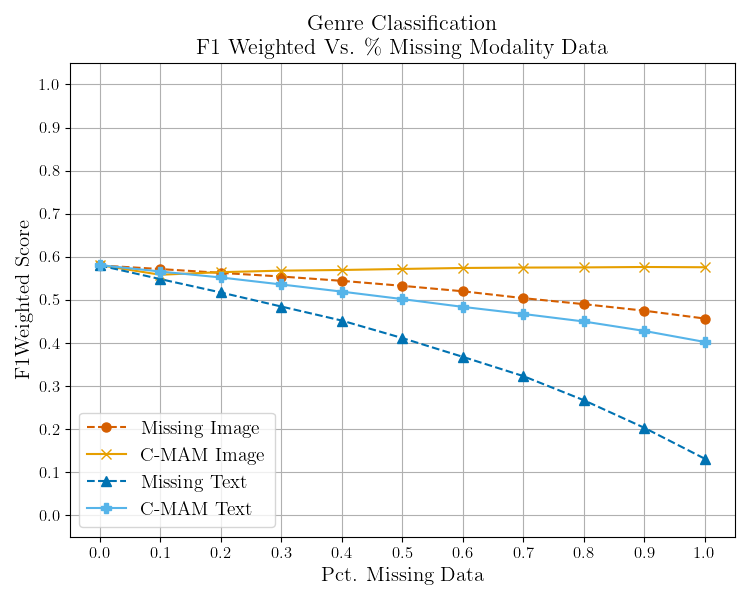 Genre Classification
F1 Weighted Vs. % Missing Modality Data
F1Weighted Score
1.0
0.9
0.8
0.7
0.6
0.5
0.4
0.3
0.2
0.1
0.0
Missing Image
C-MAM Image
Missing Text
C-MAM Text
0.0 0.1 0.2 0.3 0.4 0.5 0.6 0.7 0.8 0.9 1.0
Pct. Missing Data